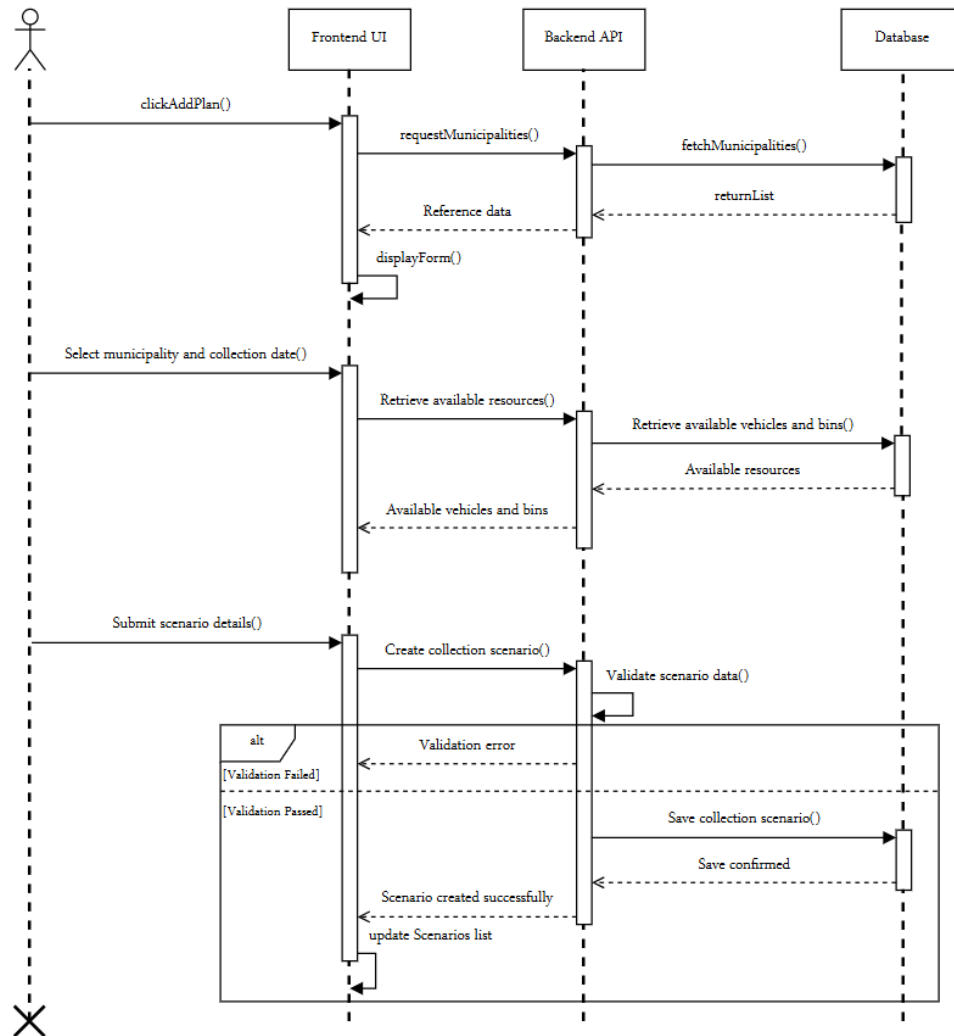 Frontend UI
Backend API
Database
clickAddPlan()
requestMunicipalities()
fetchMunicipalities()
returnList
Reference data
displayForm()
Select municipality and collection date()
Retrieve available resources()
Retrieve available vehicles and bins()
Available resources
Available vehicles and bins
Submit scenario details()
Create collection scenario()
Validate scenario data()
alt
Validation error
[Validation Failed]
[Validation Passed]
Save collection scenario()
Save confirmed
Scenario created successfully
update Scenarios list